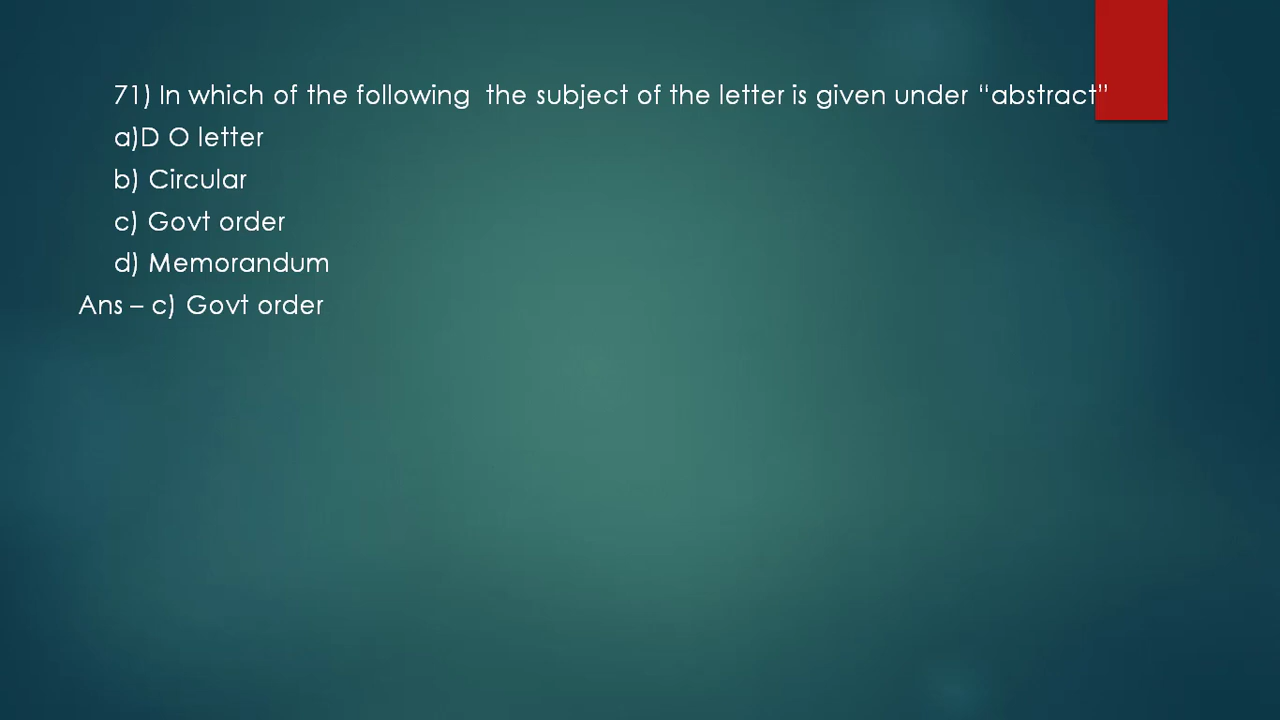 71) In which of the following  the subject of the letter is given under “abstract”
a)D O letter
b) Circular
c) Govt order
d) Memorandum
Ans – c) Govt order